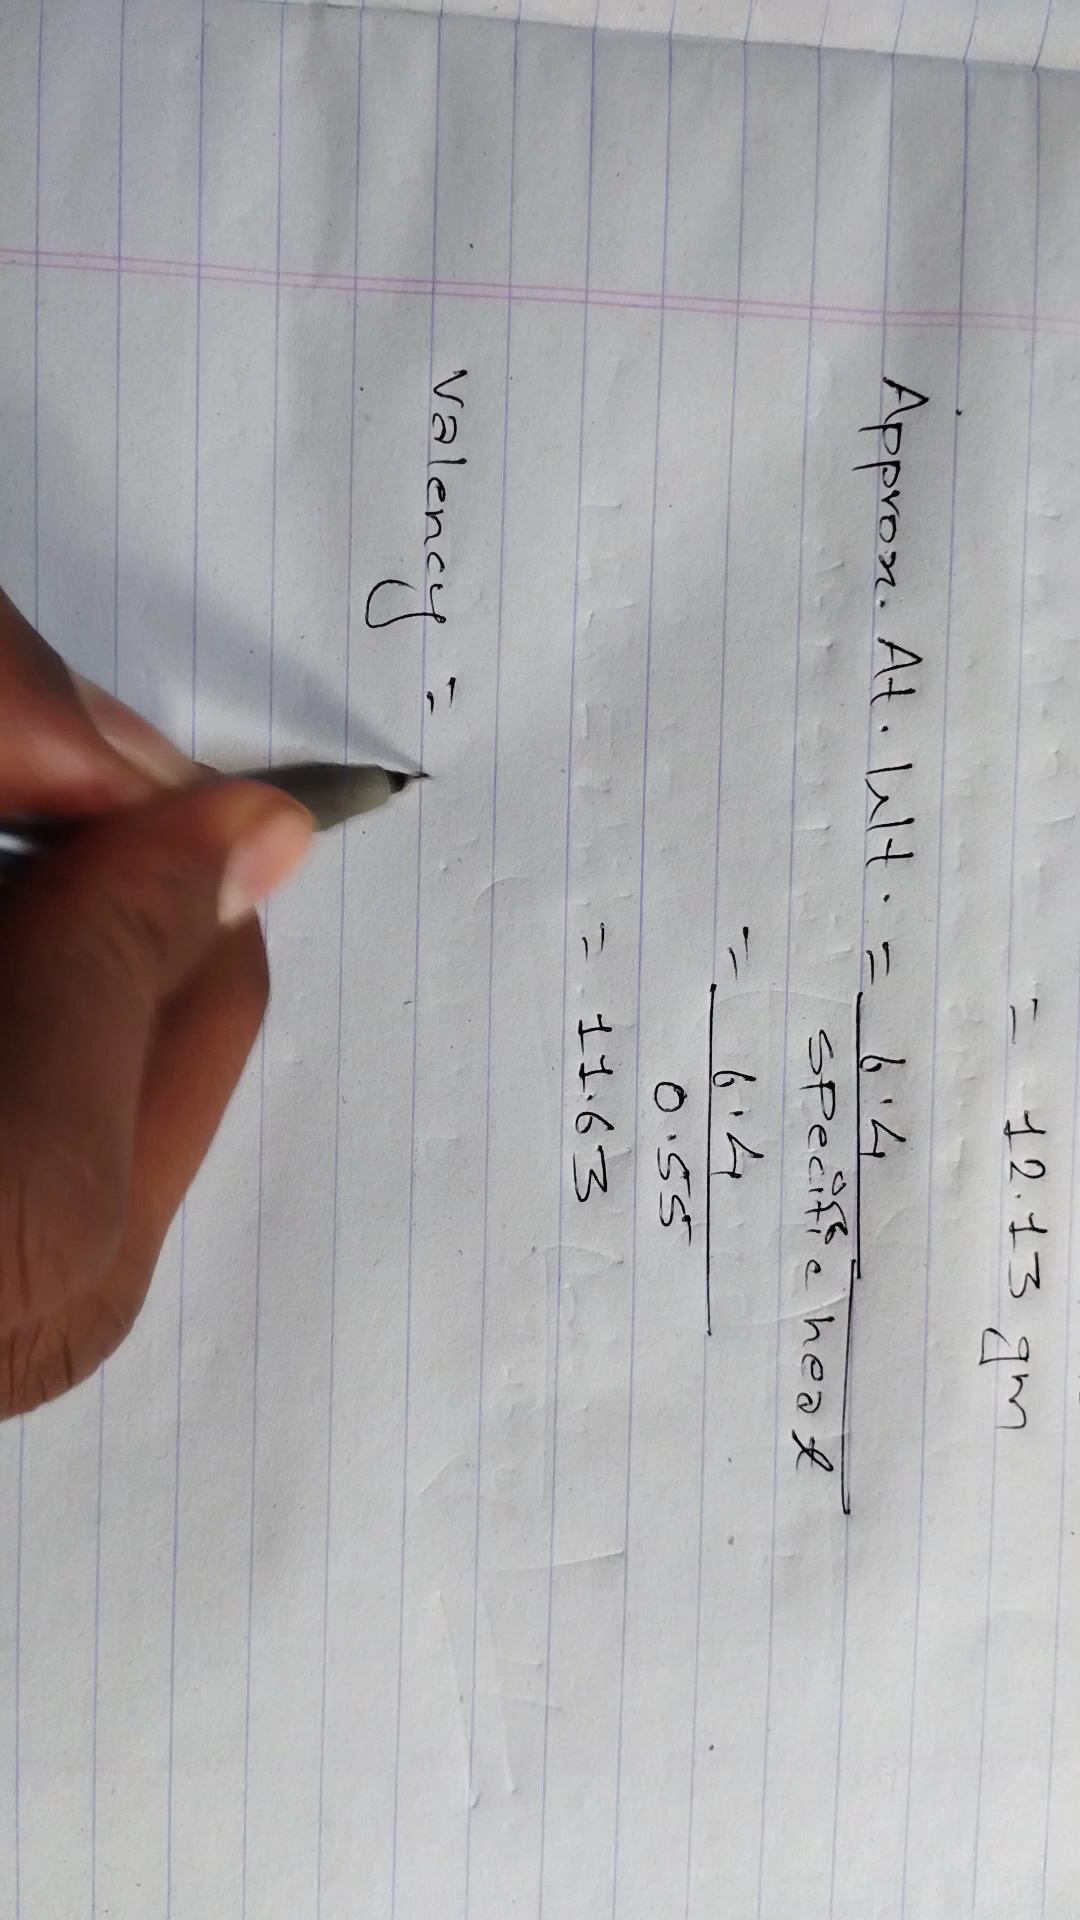 = 12.13 gm
Approx. At. Wt. = 6.4
specific heat
= 6.4
0.55
= 11.63
valency =